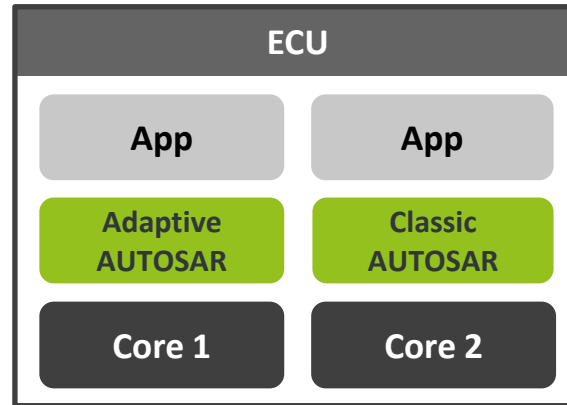 ECU
App
App
Adaptive
AUTOSAR
Classic
AUTOSAR
Core 1
Core 2